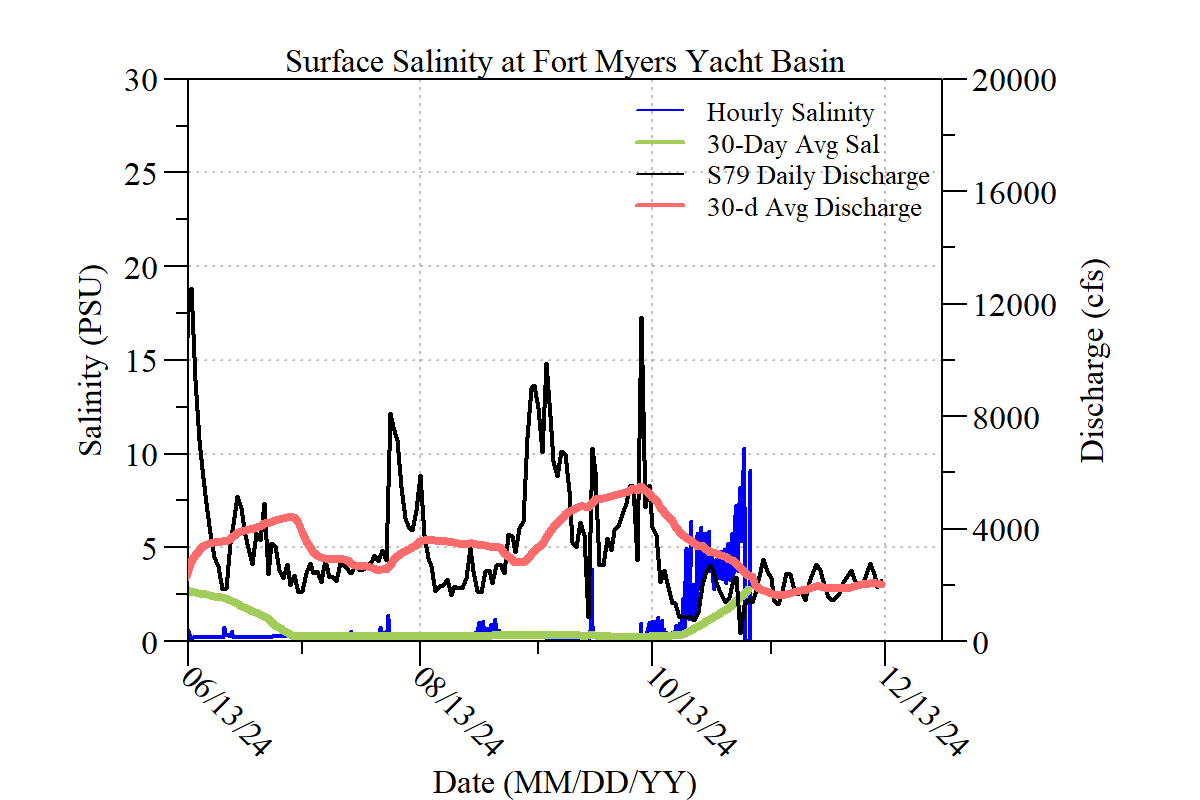 Surface Salinity at Fort Myers Yacht Basin
30
25
20
15
10
5
0
Salinity (PSU)
Hourly Salinity
30-Day Avg Sal
S79 Daily Discharge
30-d Avg Discharge
20000
16000
12000
8000
4000
0
Discharge (cfs)
06/13/24
08/13/24
10/13/24
12/13/24
Date (MM/DD/YY)